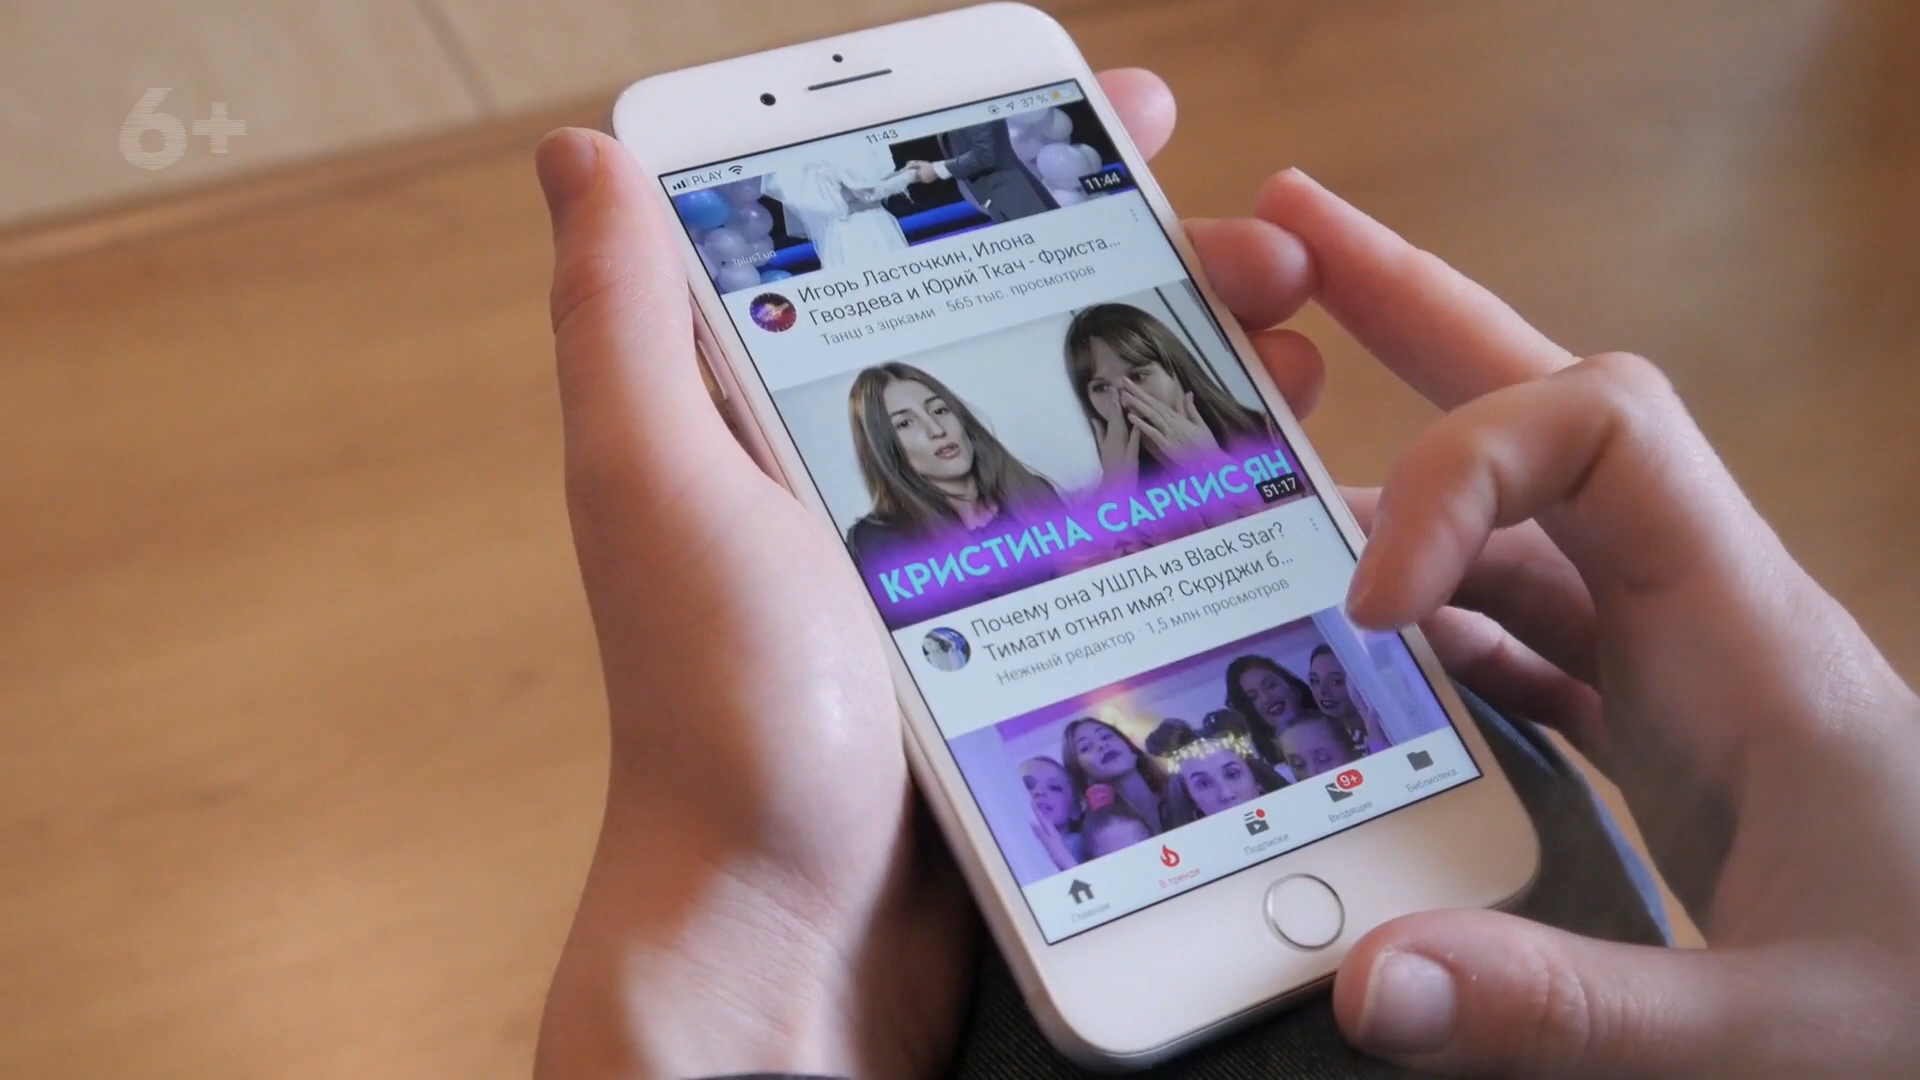 6+
PLAY
11:43
37 %
11:44
1plus1.ua
Игорь Ласточкин, Илона
Гвоздева и Юрий Ткач - Фриста...
Танці з зірками · 565 тыс. просмотров
КРИСТИНА САРКИСЯН
51:17
Почему она УШЛА из Black Star?
Тимати отнял имя? Скруджи б...
Нежный редактор · 1,5 млн просмотров
9+
Главная
В тренде
Подписки
Входящие
Библиотека